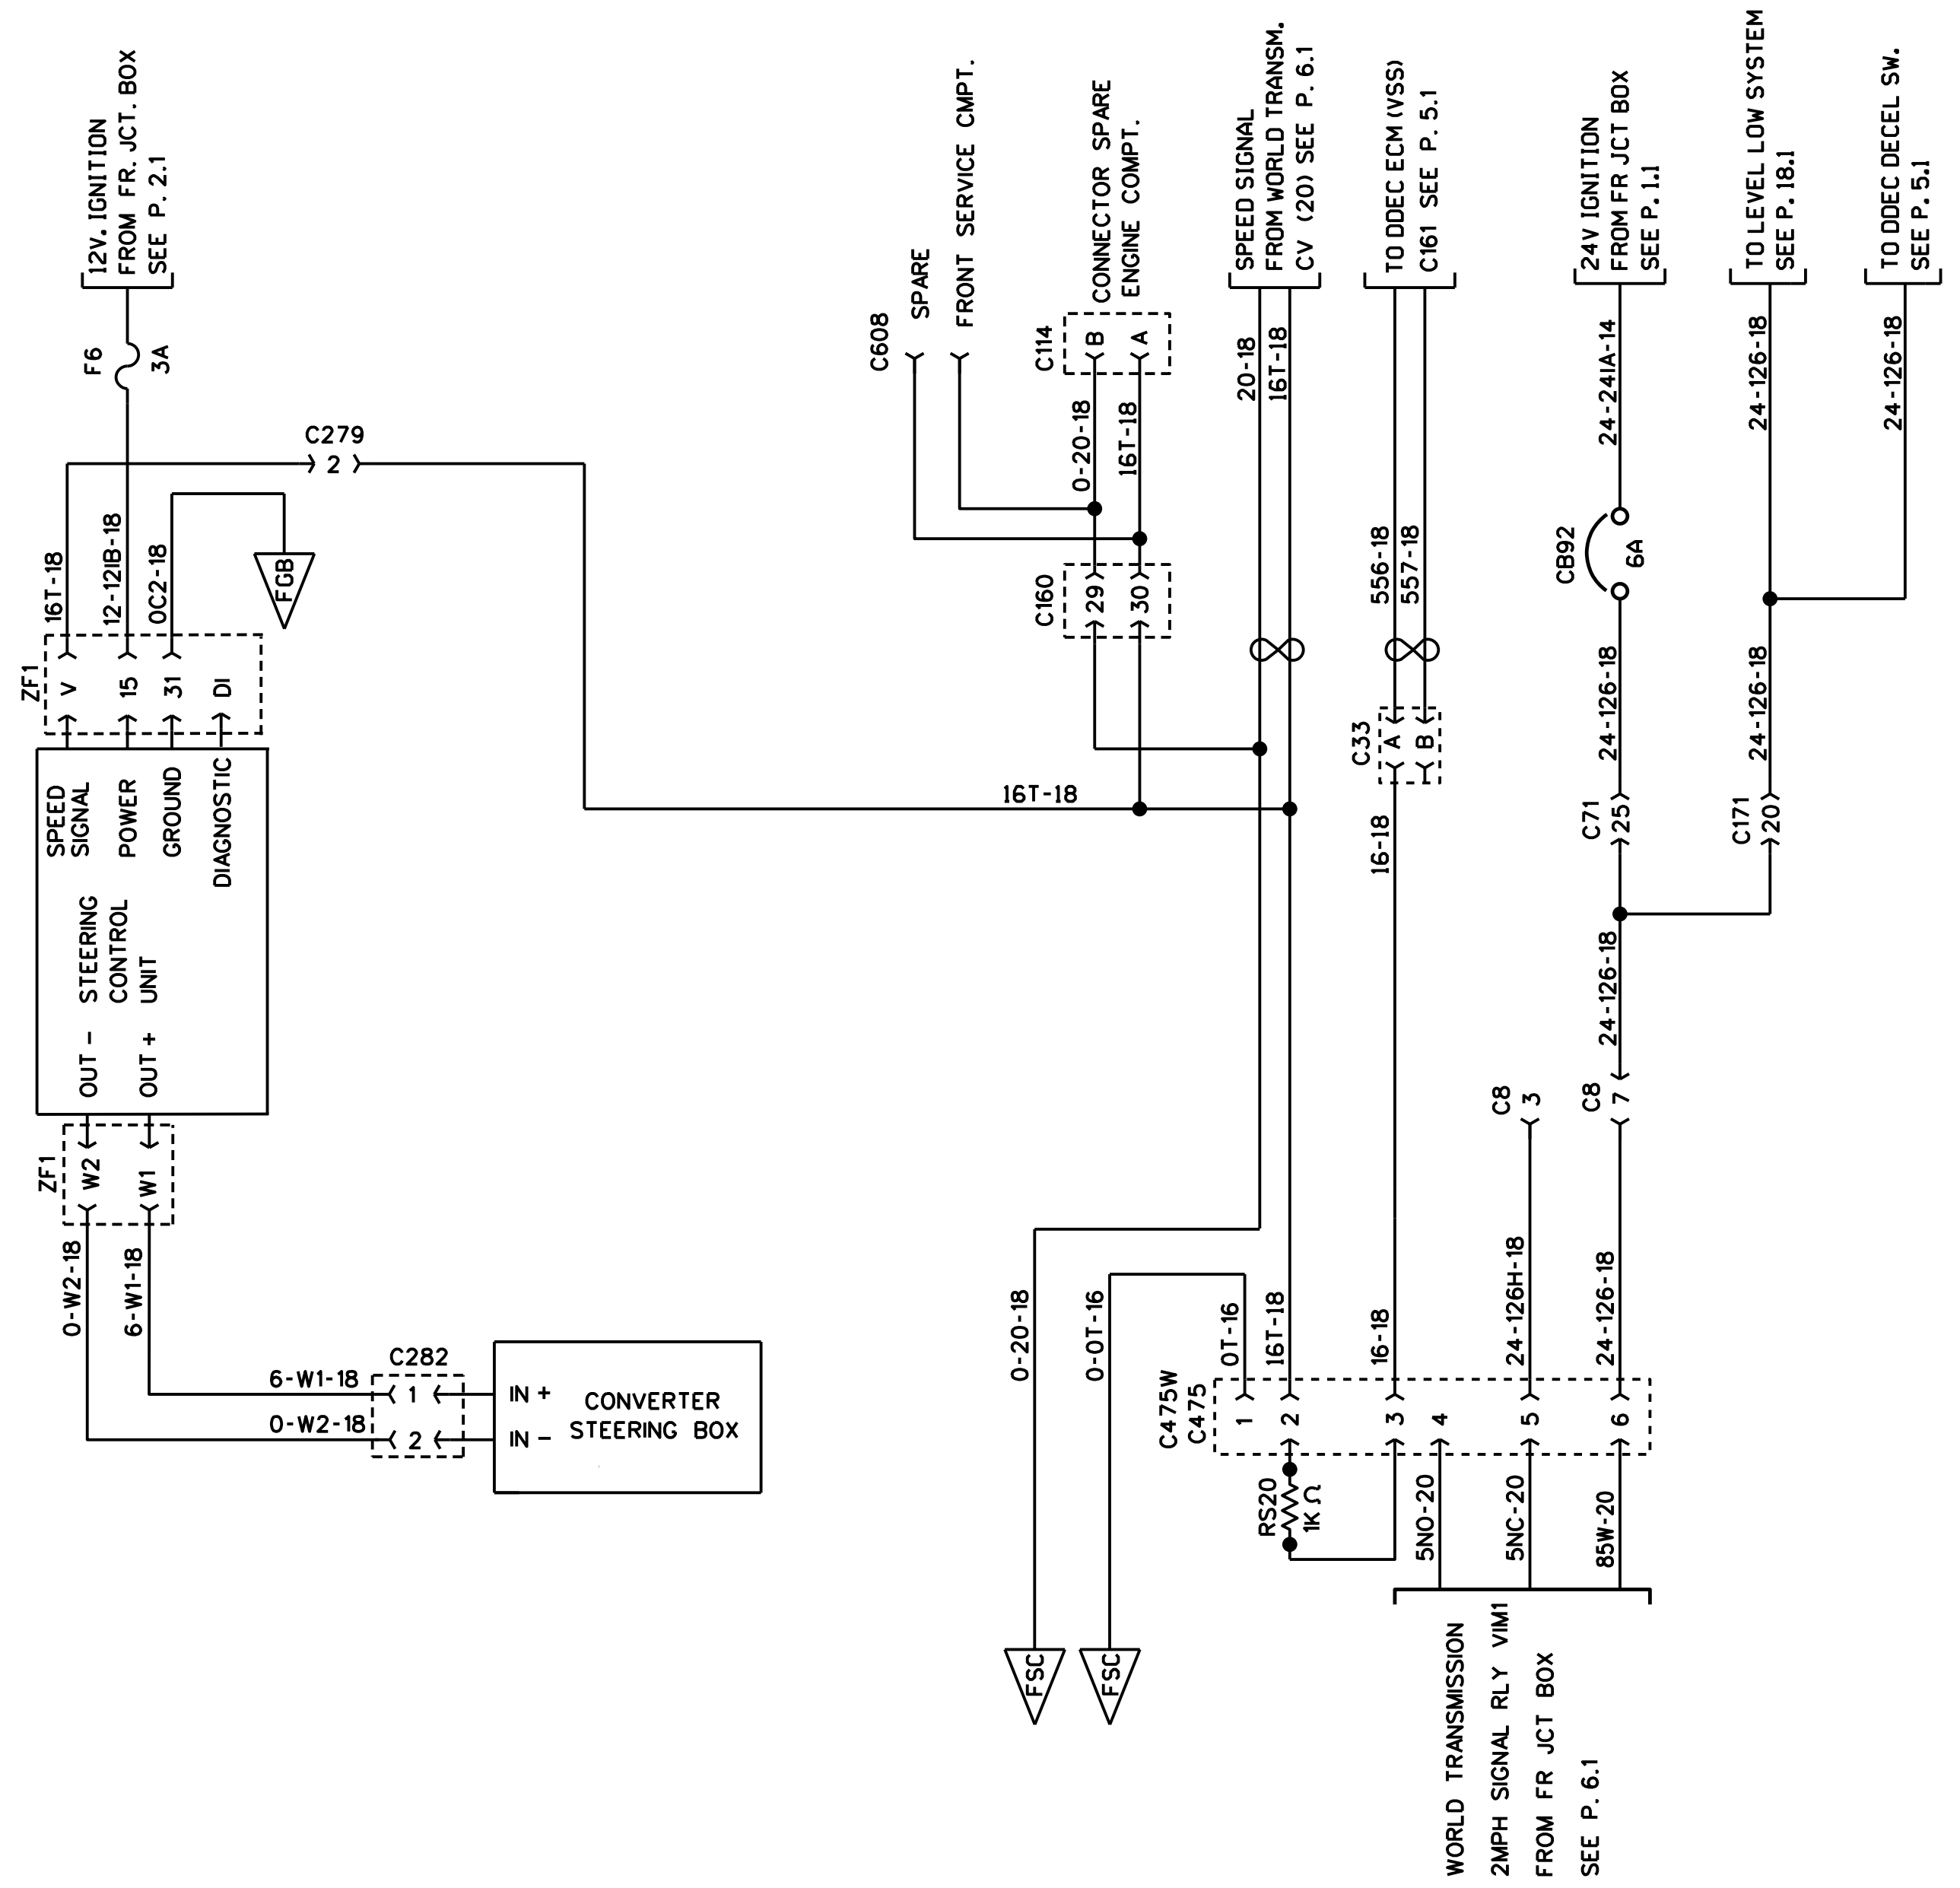 12V. IGNITION
FROM FR. JCT. BOX
SEE P. 2.1
F6
3A
C279
2
16T-18
12-12IB-18
0C2-18
FGB
ZF1
V
15
31
DI
SPEED
SIGNAL
POWER
GROUND
DIAGNOSTIC
STEERING
CONTROL
UNIT
OUT -
OUT +
ZF1
W2
W1
0-W2-18
6-W1-18
6-W1-18
0-W2-18
C282
1
2
IN +
IN -
CONVERTER
STEERING BOX
C608
SPARE
FRONT SERVICE CMPT.
CONNECTOR SPARE
ENGINE COMPT.
C114
B
A
0-20-18
16T-18
C160
29
30
16T-18
SPEED SIGNAL
FROM WORLD TRANSM.
CV (20) SEE P. 6.1
20-18
16T-18
TO DDEC ECM (VSS)
C161 SEE P. 5.1
556-18
557-18
C33
A
B
16-18
24V IGNITION
FROM FR JCT BOX
SEE P. 1.1
24-24IA-14
CB92
6A
24-126-18
C71
25
24-126-18
TO LEVEL LOW SYSTEM
SEE P. 18.1
24-126-18
24-126-18
C171
20
TO DDEC DECEL SW.
SEE P. 5.1
24-126-18
C8
3
C8
7
0-20-18
0-0T-16
0T-16
16T-18
16-18
24-126H-18
24-126-18
C475W
C475
1
2
3
4
5
6
RS20
1K Ω
5NO-20
5NC-20
85W-20
FSC
FSC
WORLD TRANSMISSION
2MPH SIGNAL RLY VIM1
FROM FR JCT BOX
SEE P. 6.1